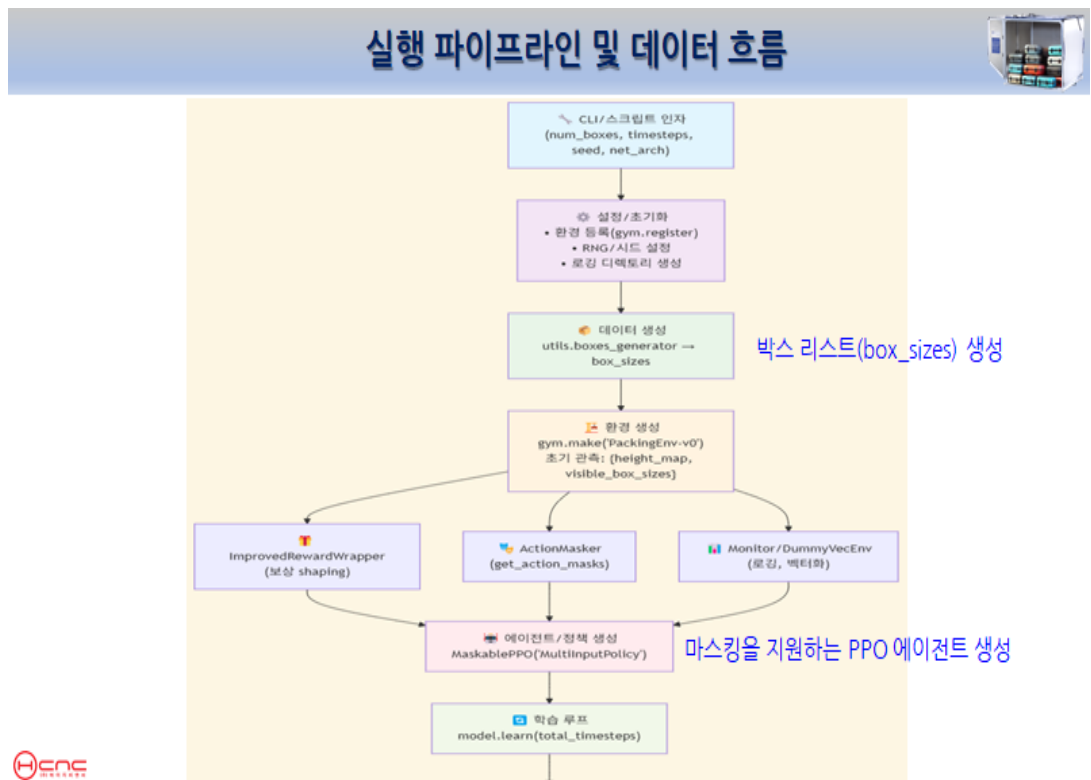 실행 파이프라인 및 데이터 흐름
CLI/스크립트 인자
(num_boxes, timesteps,
seed, net_arch)
설정/초기화
• 환경 등록(gym.register)
• RNG/시드 설정
• 로깅 디렉토리 생성
데이터 생성
utils.boxes_generator →
box_sizes
박스 리스트(box_sizes) 생성
환경 생성
gym.make('PackingEnv-v0')
초기 관측: {height_map,
visible_box_sizes}
ImprovedRewardWrapper
(보상 shaping)
ActionMasker
(get_action_masks)
Monitor/DummyVecEnv
(로깅, 벡터화)
에이전트/정책 생성
MaskablePPO('MultiInputPolicy')
마스킹을 지원하는 PPO 에이전트 생성
학습 루프
model.learn(total_timesteps)
Hcnc